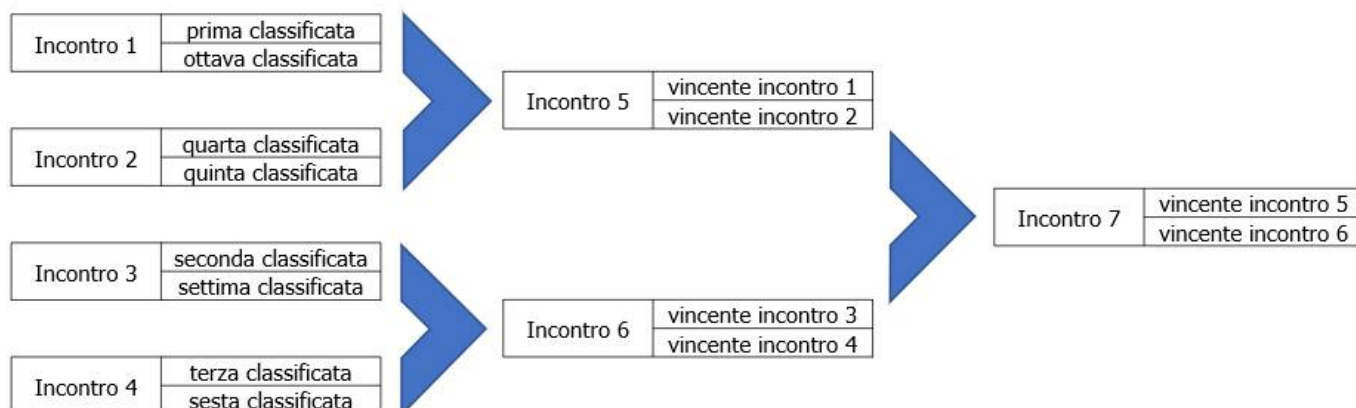 Incontro 1
prima classificata
ottava classificata
Incontro 2
quarta classificata
quinta classificata
Incontro 3
seconda classificata
settima classificata
Incontro 4
terza classificata
sesta classificata
Incontro 5
vincente incontro 1
vincente incontro 2
Incontro 6
vincente incontro 3
vincente incontro 4
Incontro 7
vincente incontro 5
vincente incontro 6